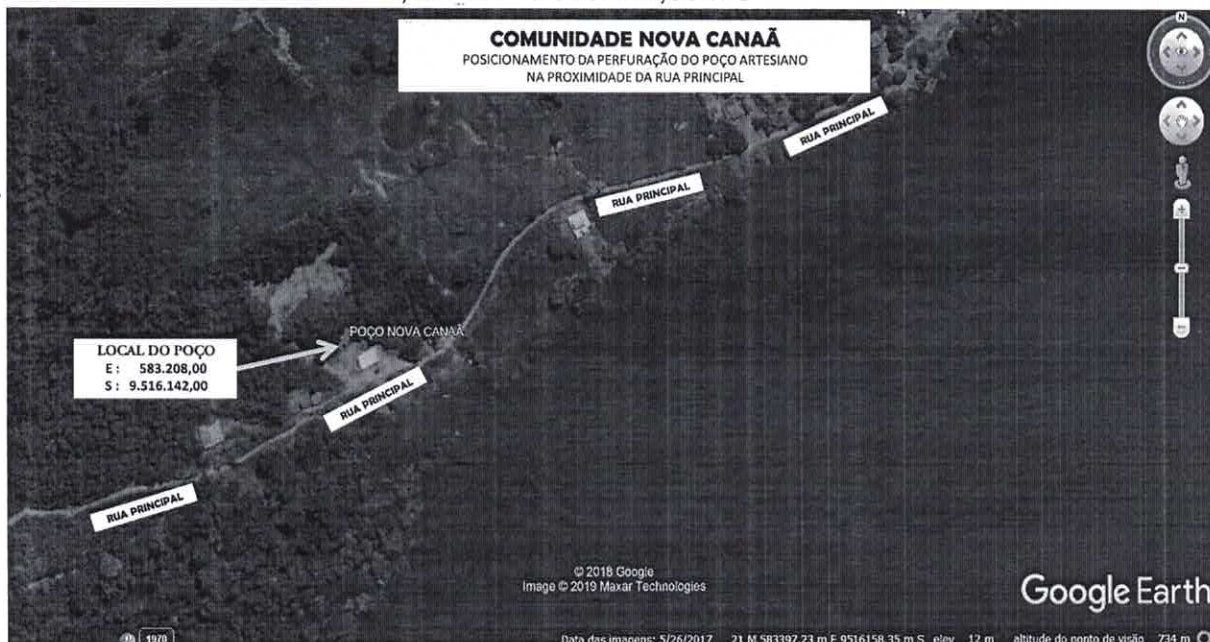 COMUNIDADE NOVA CANAÃ
POSICIONAMENTO DA PERFURAÇÃO DO POÇO ARTESIANO
NA PROXIMIDADE DA RUA PRINCIPAL
N
RUA PRINCIPAL
RUA PRINCIPAL
POÇO NOVA CANAÃ
LOCAL DO POÇO
E : 583.208,00
S : 9.516.142,00
RUA PRINCIPAL
RUA PRINCIPAL
© 2018 Google
Image © 2019 Maxar Technologies
Google Earth
1970
Data das imagens: 5/26/2017 21 M 583397.23 m E 9516158.35 m S elev 12 m altitude do ponto de visão 734 m